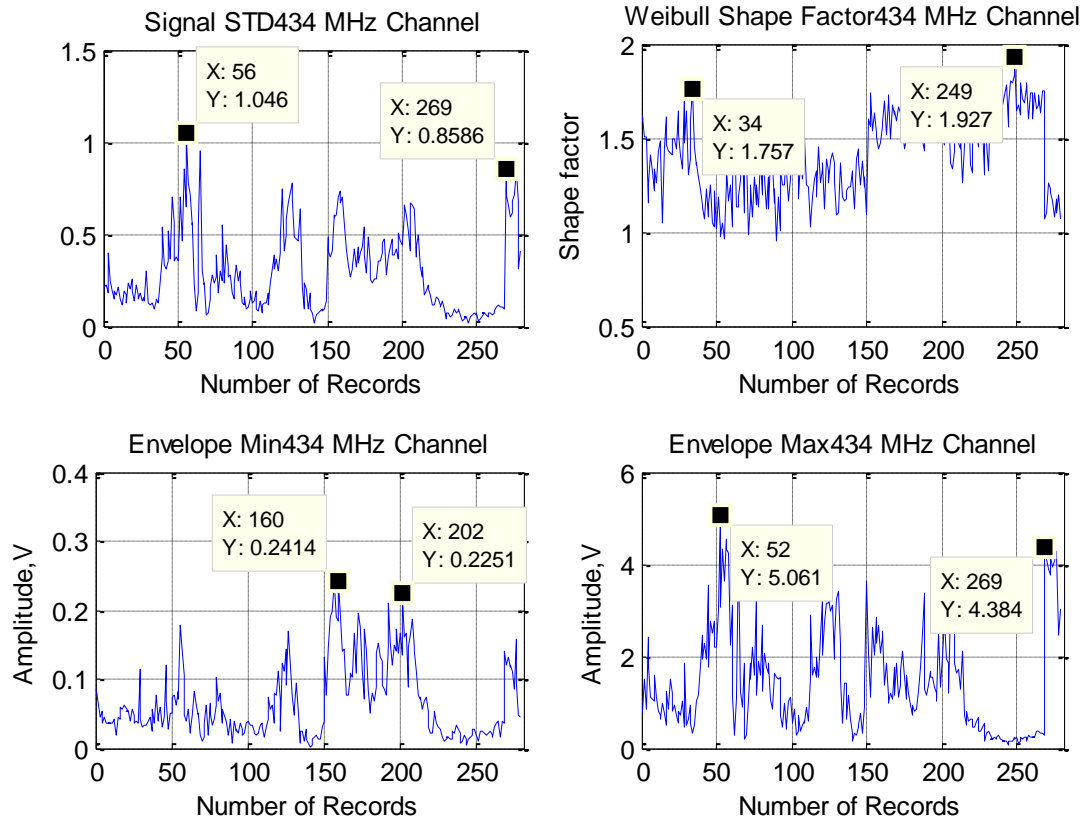 Signal STD434 MHz Channel
1.5
1
0.5
0
X: 56
Y: 1.046
X: 269
Y: 0.8586
0 50 100 150 200 250
Number of Records
Weibull Shape Factor434 MHz Channel
Shape factor
2
1.5
1
0.5
X: 34
Y: 1.757
X: 249
Y: 1.927
0 50 100 150 200 250
Number of Records
Envelope Min434 MHz Channel
Amplitude,V
0.4
0.3
0.2
0.1
0
X: 160
Y: 0.2414
X: 202
Y: 0.2251
0 50 100 150 200 250
Number of Records
Envelope Max434 MHz Channel
Amplitude,V
6
4
2
0
X: 52
Y: 5.061
X: 269
Y: 4.384
0 50 100 150 200 250
Number of Records